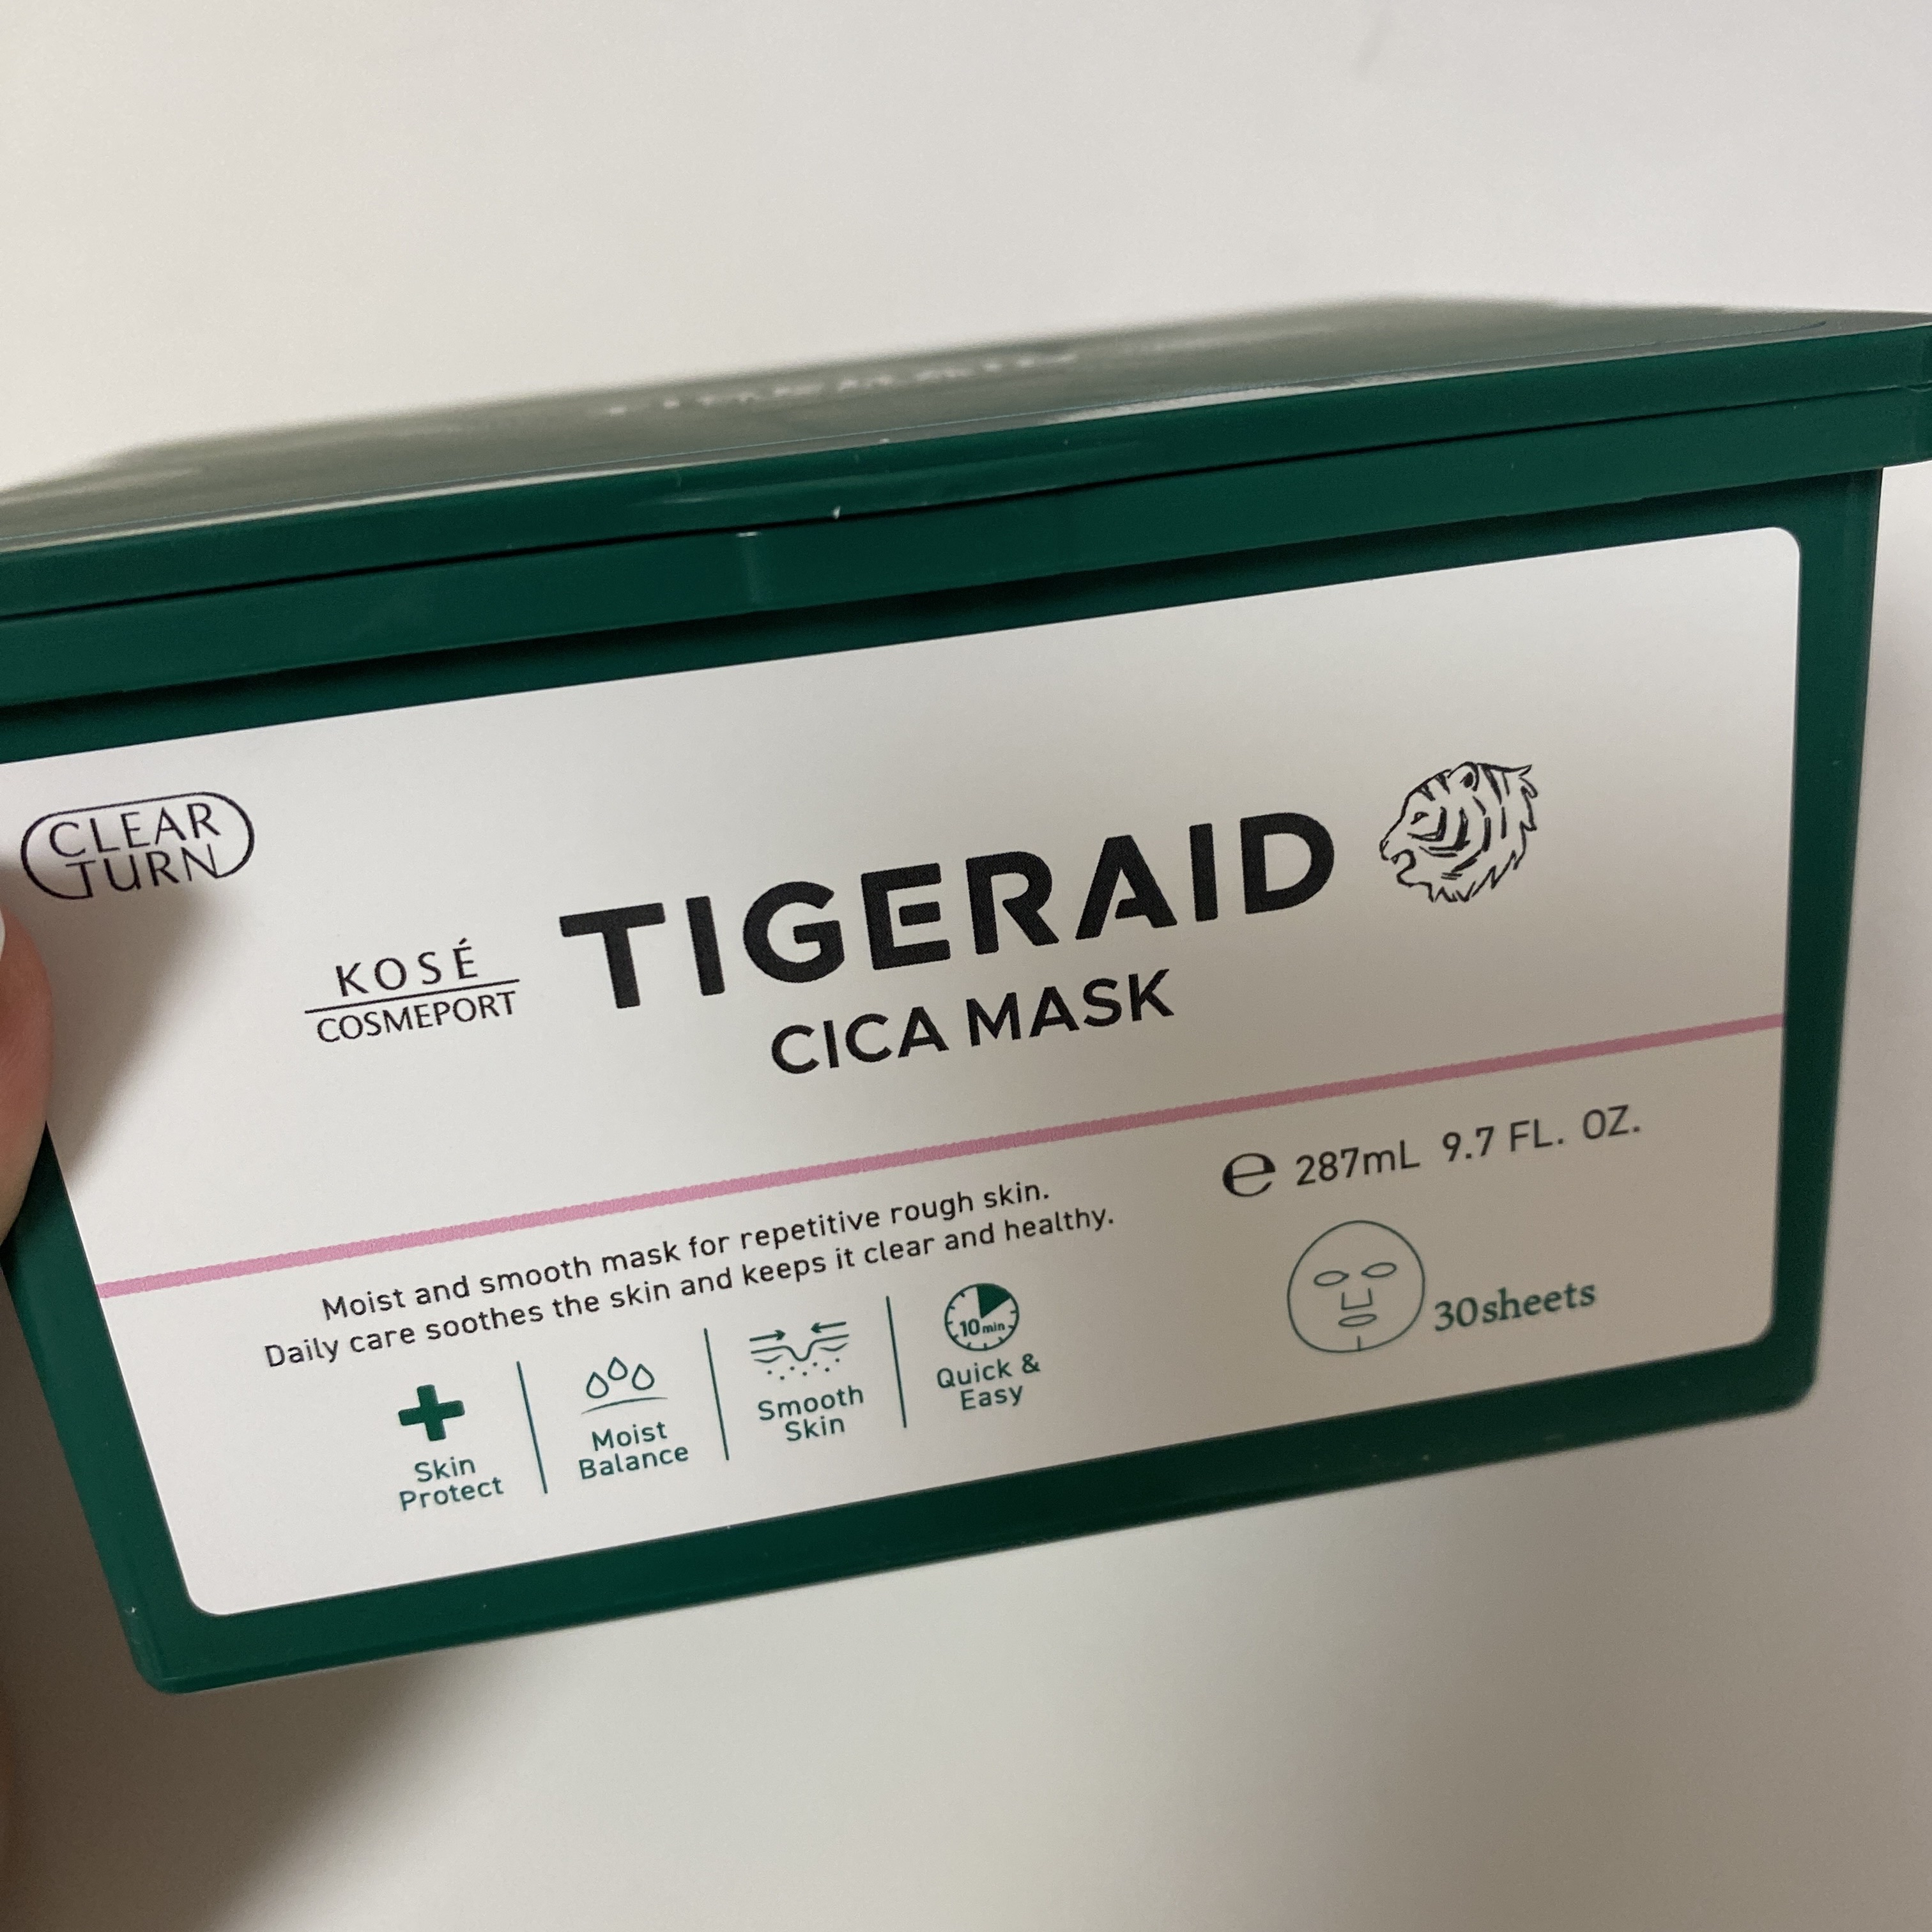 CLEAR
TURN
KOSÉ
COSMEPORT
TIGERAID
CICA MASK
Moist and smooth mask for repetitive rough skin.
Daily care soothes the skin and keeps it clear and healthy.
Skin
Protect
Moist
Balance
Smooth
Skin
10min
Quick &
Easy
℮ 287mL 9.7 FL. OZ.
30sheets